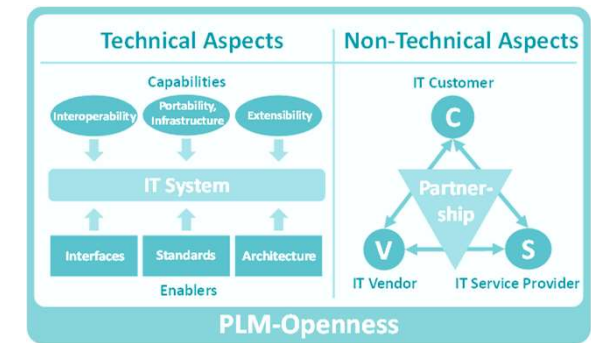 Technical Aspects
Non-Technical Aspects
Capabilities
Interoperability
Portability,
Infrastructure
Extensibility
IT System
Interfaces
Standards
Architecture
Enablers
IT Customer
C
Partner-
ship
V
S
IT Vendor
IT Service Provider
PLM-Openness